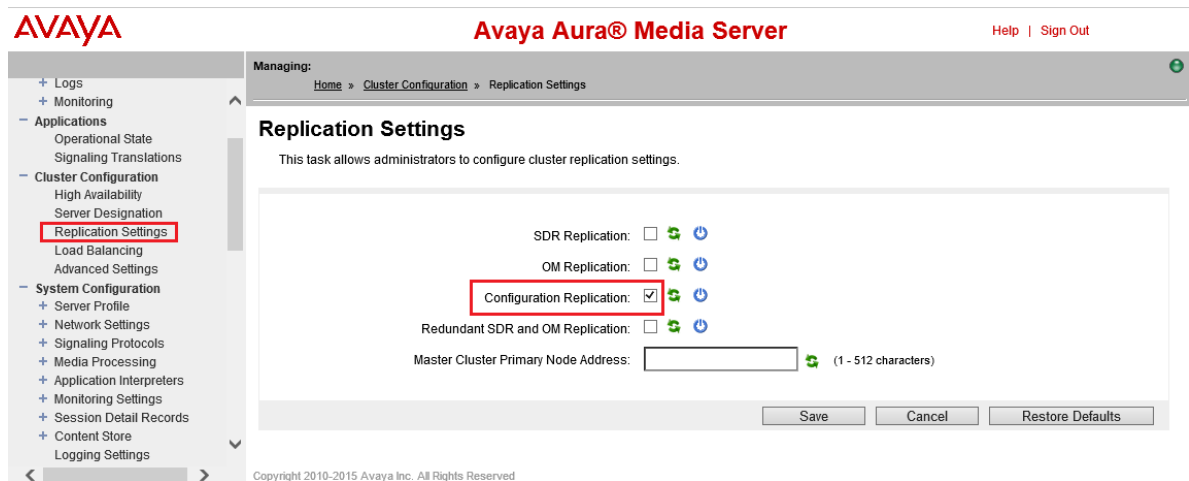 AVAYA
Avaya Aura® Media Server
Help | Sign Out
+ Logs
+ Monitoring
− Applications
Operational State
Signaling Translations
− Cluster Configuration
High Availability
Server Designation
Replication Settings
Load Balancing
Advanced Settings
− System Configuration
+ Server Profile
+ Network Settings
+ Signaling Protocols
+ Media Processing
+ Application Interpreters
+ Monitoring Settings
+ Session Detail Records
+ Content Store
Logging Settings
Managing:
Home » Cluster Configuration » Replication Settings
Replication Settings
This task allows administrators to configure cluster replication settings.
SDR Replication:
OM Replication:
Configuration Replication:
Redundant SDR and OM Replication:
Master Cluster Primary Node Address: (1 - 512 characters)
Save Cancel Restore Defaults
Copyright 2010-2015 Avaya Inc. All Rights Reserved